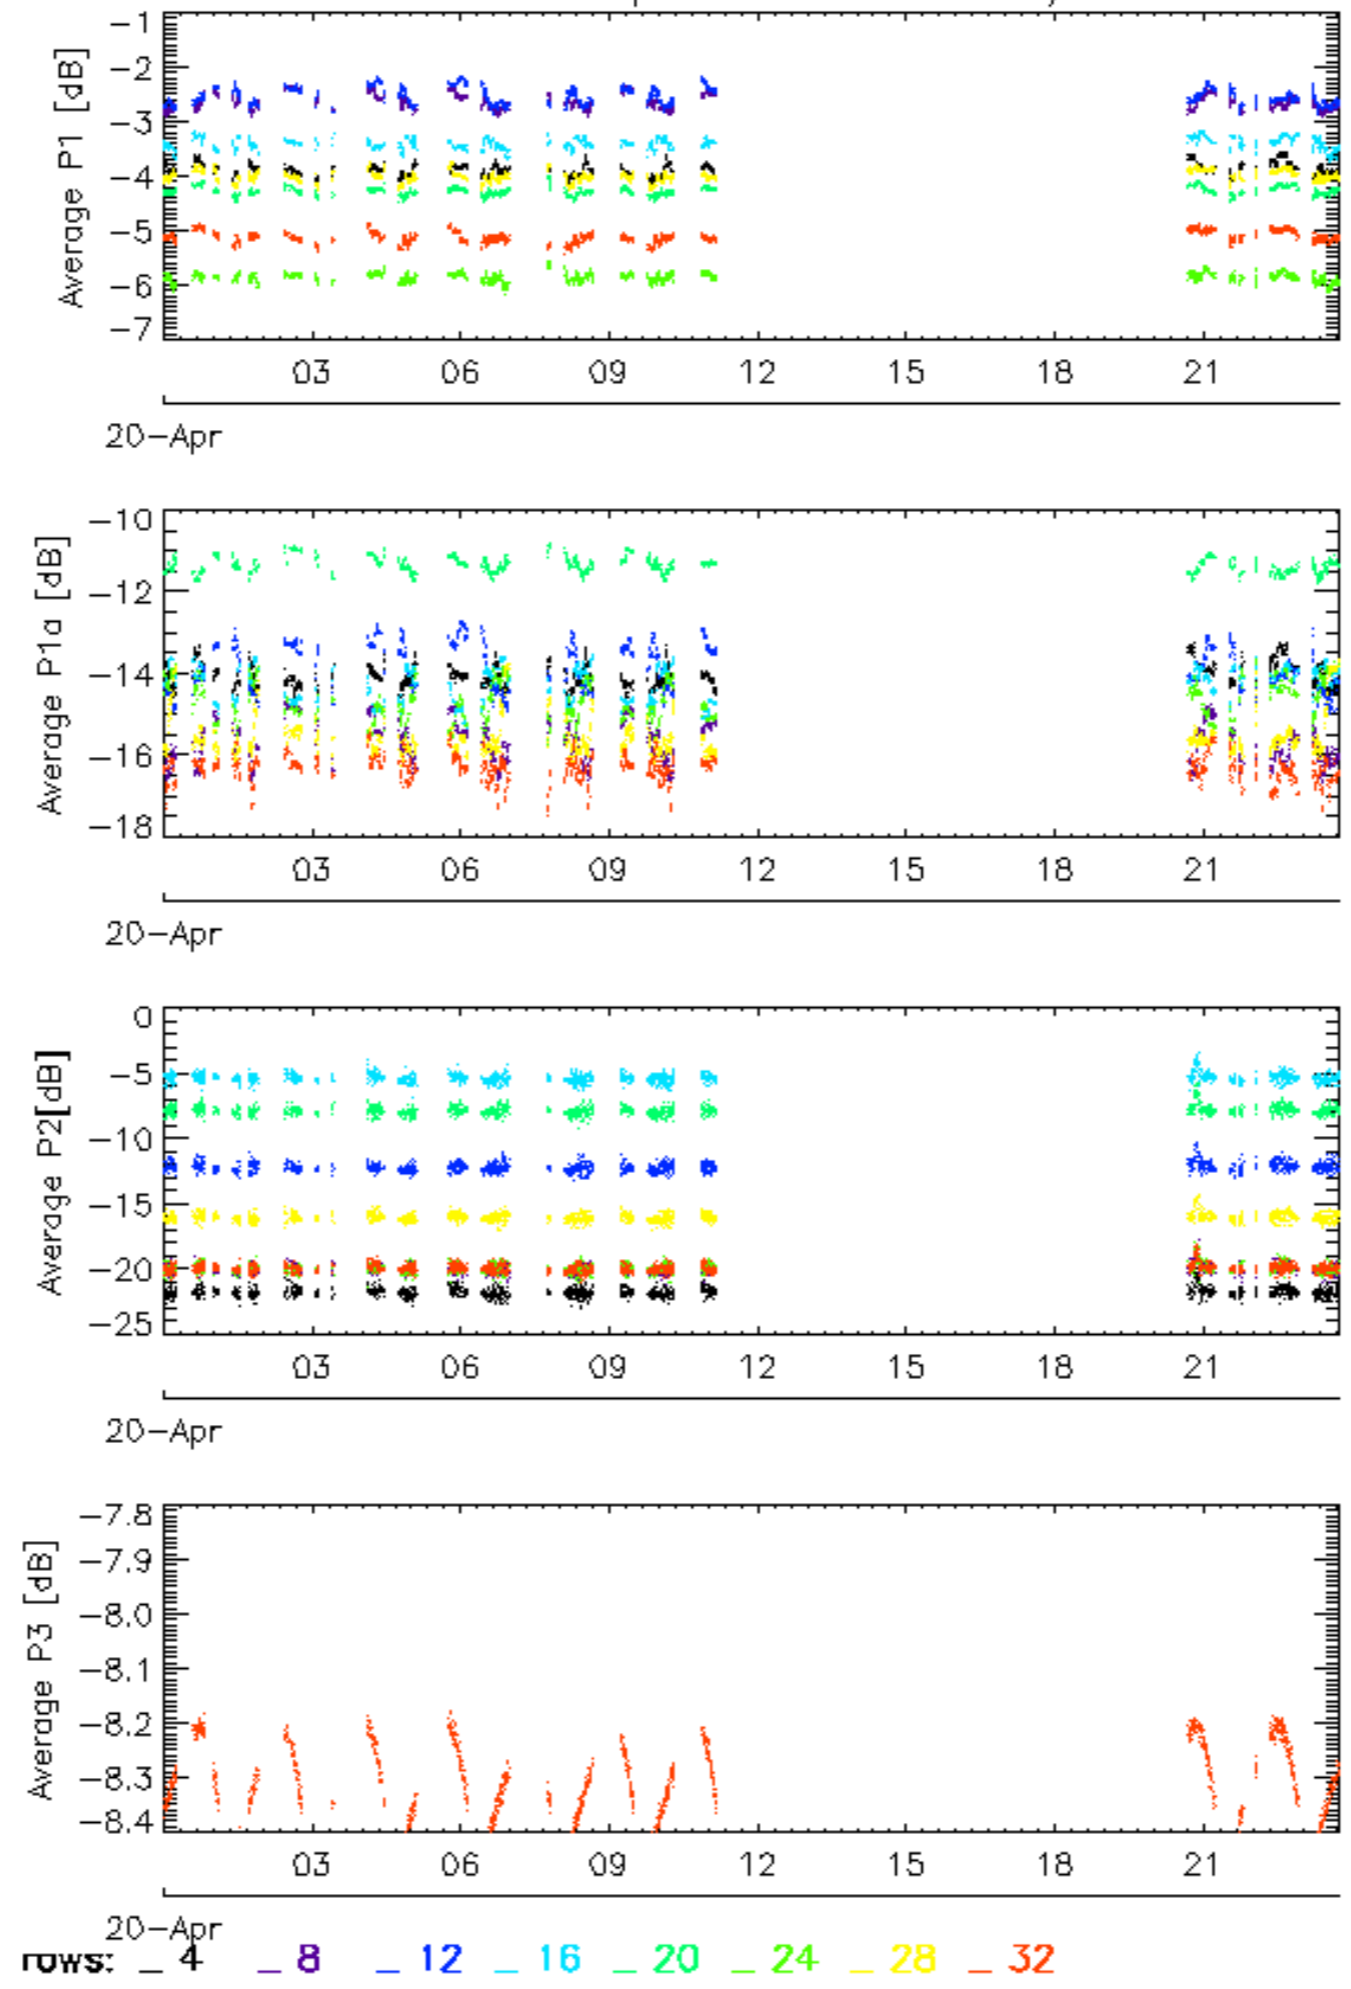 Average P1 [dB]
-1
-2
-3
-4
-5
-6
-7
03 06 09 12 15 18 21
20-Apr
Average P1a [dB]
-10
-12
-14
-16
-18
03 06 09 12 15 18 21
20-Apr
Average P2[dB]
0
-5
-10
-15
-20
-25
03 06 09 12 15 18 21
20-Apr
Average P3 [dB]
-7.8
-7.9
-8.0
-8.1
-8.2
-8.3
-8.4
03 06 09 12 15 18 21
20-Apr
rows: _ 4 _ 8 _ 12 _ 16 _ 20 _ 24 _ 28 _ 32